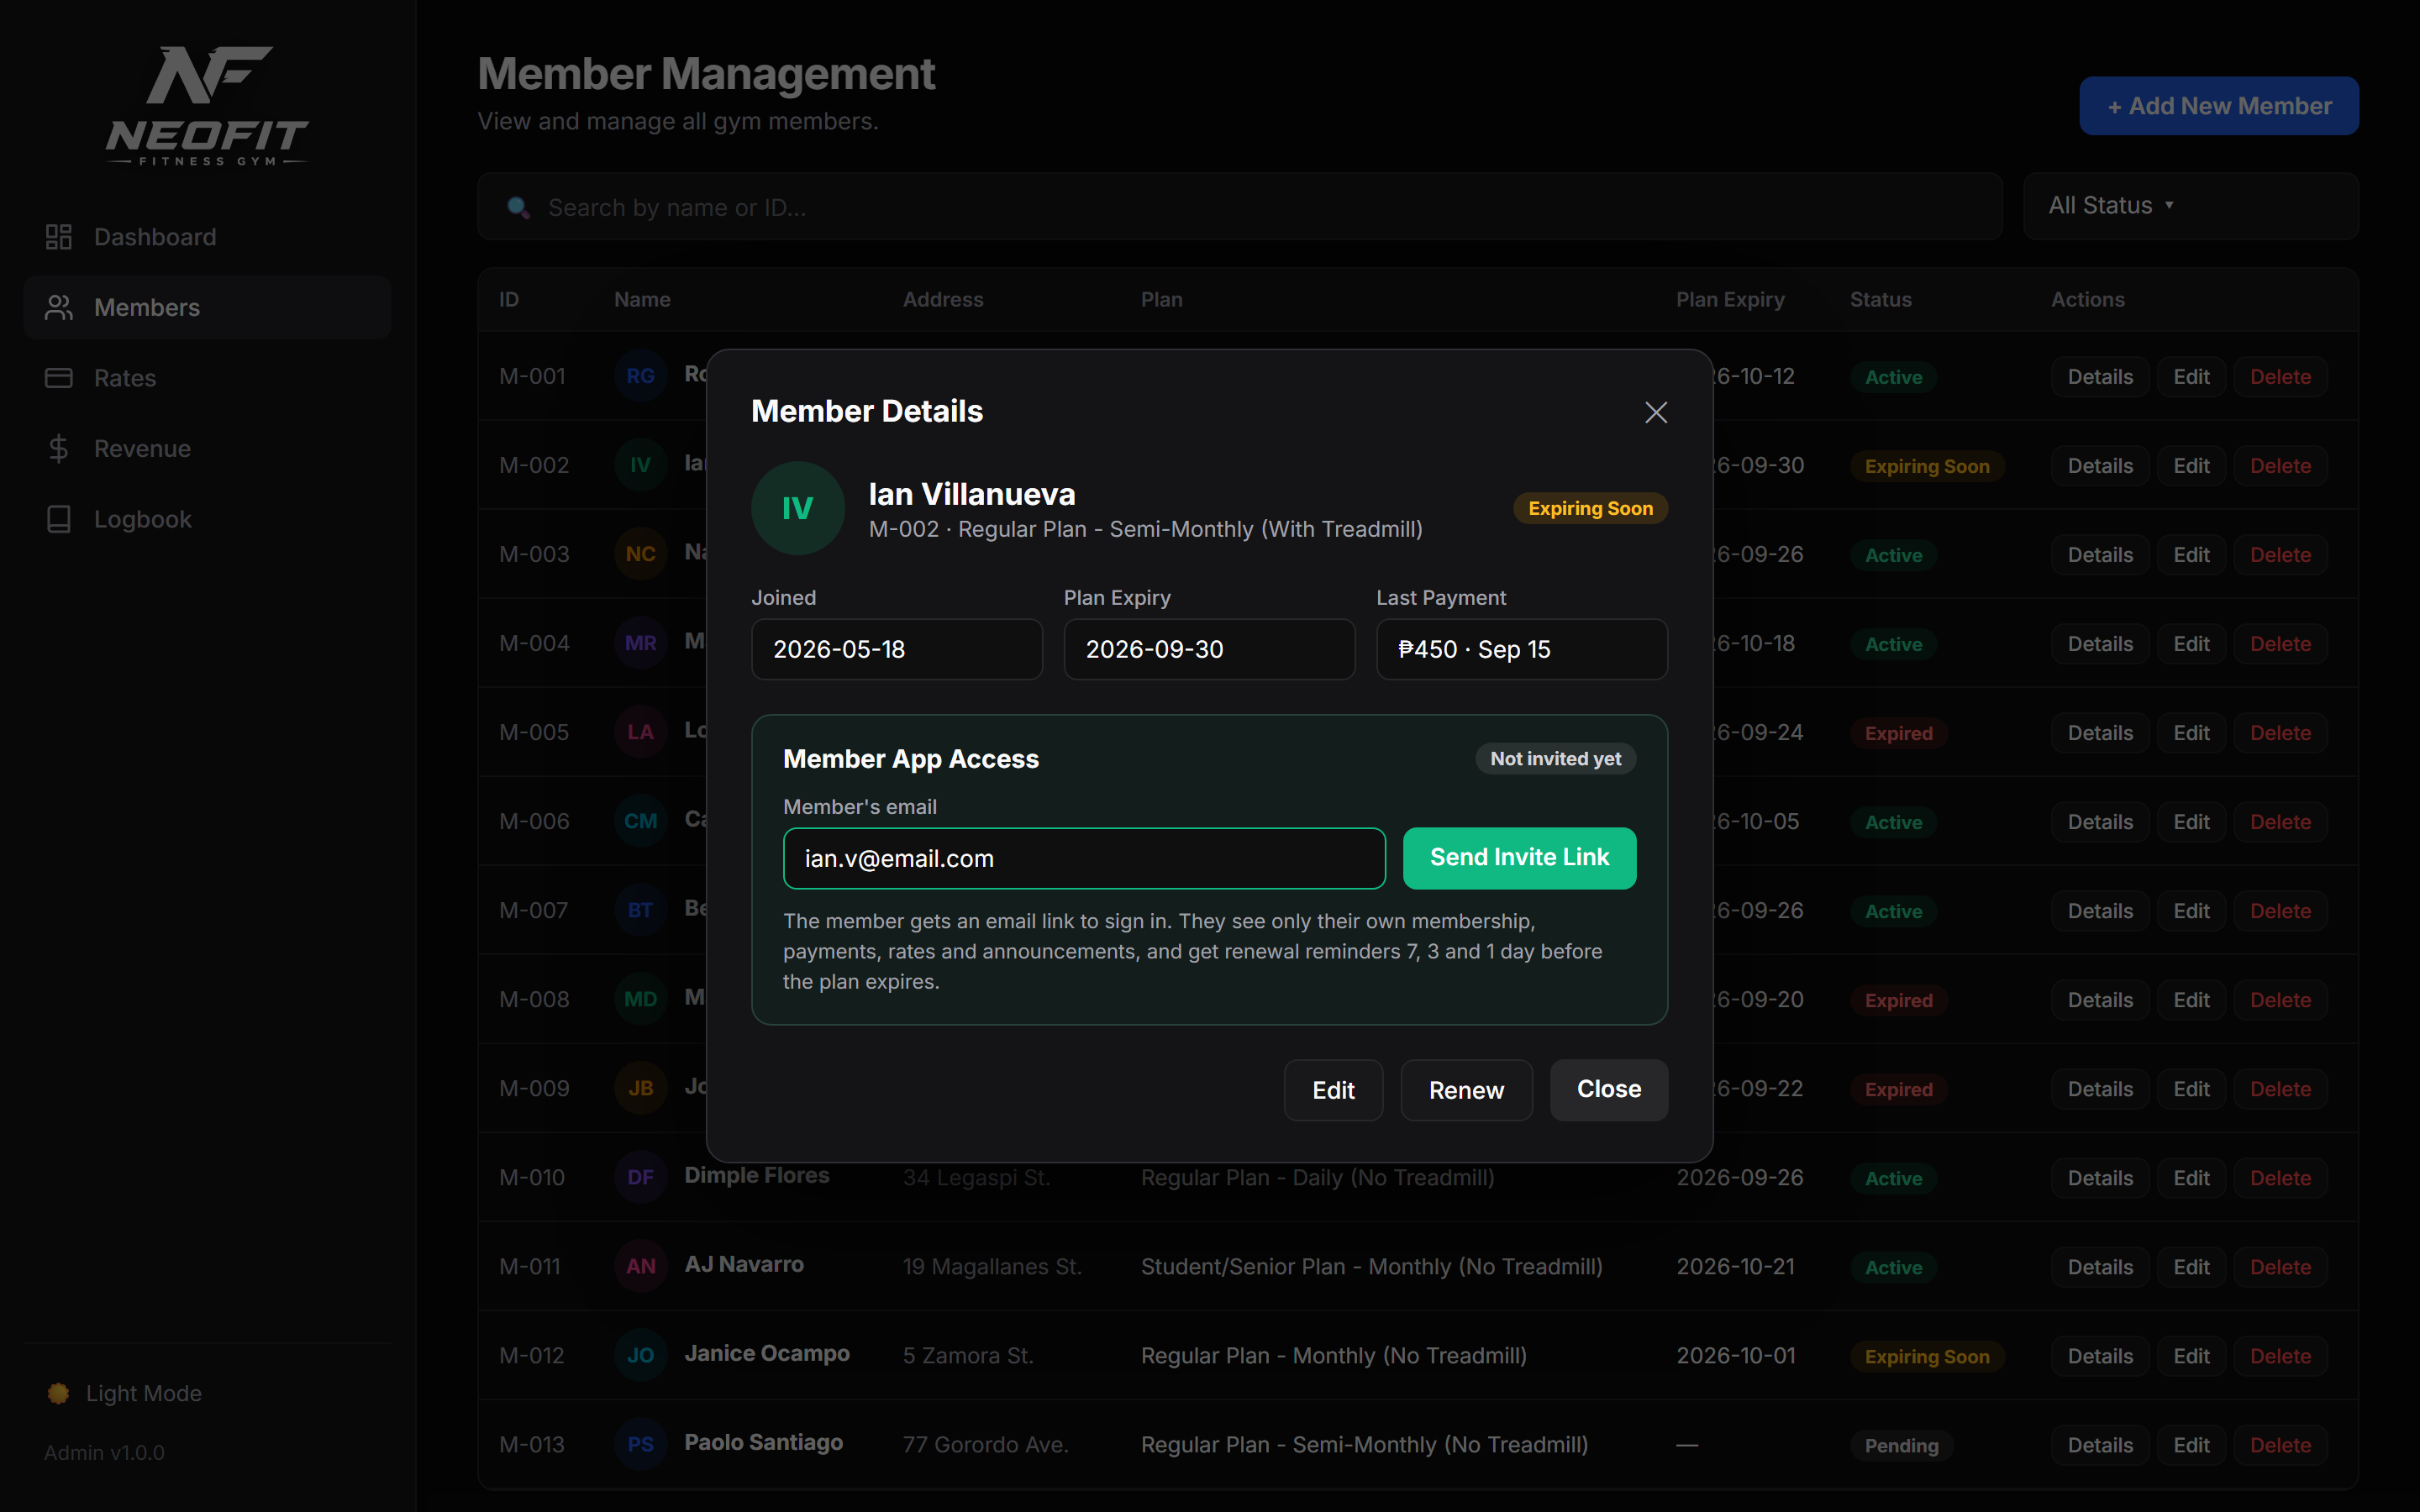 NF
NEOFIT
FITNESS GYM
Dashboard
Members
Rates
Revenue
Logbook
Light Mode
Admin v1.0.0
Member Management
View and manage all gym members.
+ Add New Member
Search by name or ID...
All Status ▾
ID Name Address Plan Plan Expiry Status Actions
M-001 RG 6-10-12 Active Details Edit Delete
M-002 IV 6-09-30 Expiring Soon Details Edit Delete
M-003 NC 6-09-26 Active Details Edit Delete
M-004 MR 6-10-18 Active Details Edit Delete
M-005 LA 6-09-24 Expired Details Edit Delete
M-006 CM 6-10-05 Active Details Edit Delete
M-007 BT 6-09-26 Active Details Edit Delete
M-008 MD 6-09-20 Expired Details Edit Delete
M-009 JB 6-09-22 Expired Details Edit Delete
M-010 DF Dimple Flores 34 Legaspi St. Regular Plan - Daily (No Treadmill) 2026-09-26 Active Details Edit Delete
M-011 AN AJ Navarro 19 Magallanes St. Student/Senior Plan - Monthly (No Treadmill) 2026-10-21 Active Details Edit Delete
M-012 JO Janice Ocampo 5 Zamora St. Regular Plan - Monthly (No Treadmill) 2026-10-01 Expiring Soon Details Edit Delete
M-013 PS Paolo Santiago 77 Gorordo Ave. Regular Plan - Semi-Monthly (No Treadmill) — Pending Details Edit Delete
Member Details
IV
Ian Villanueva
M-002 · Regular Plan - Semi-Monthly (With Treadmill)
Expiring Soon
Joined Plan Expiry Last Payment
2026-05-18 2026-09-30 ₱450 · Sep 15
Member App Access
Not invited yet
Member's email
ian.v@email.com
Send Invite Link
The member gets an email link to sign in. They see only their own membership,
payments, rates and announcements, and get renewal reminders 7, 3 and 1 day before
the plan expires.
Edit Renew Close